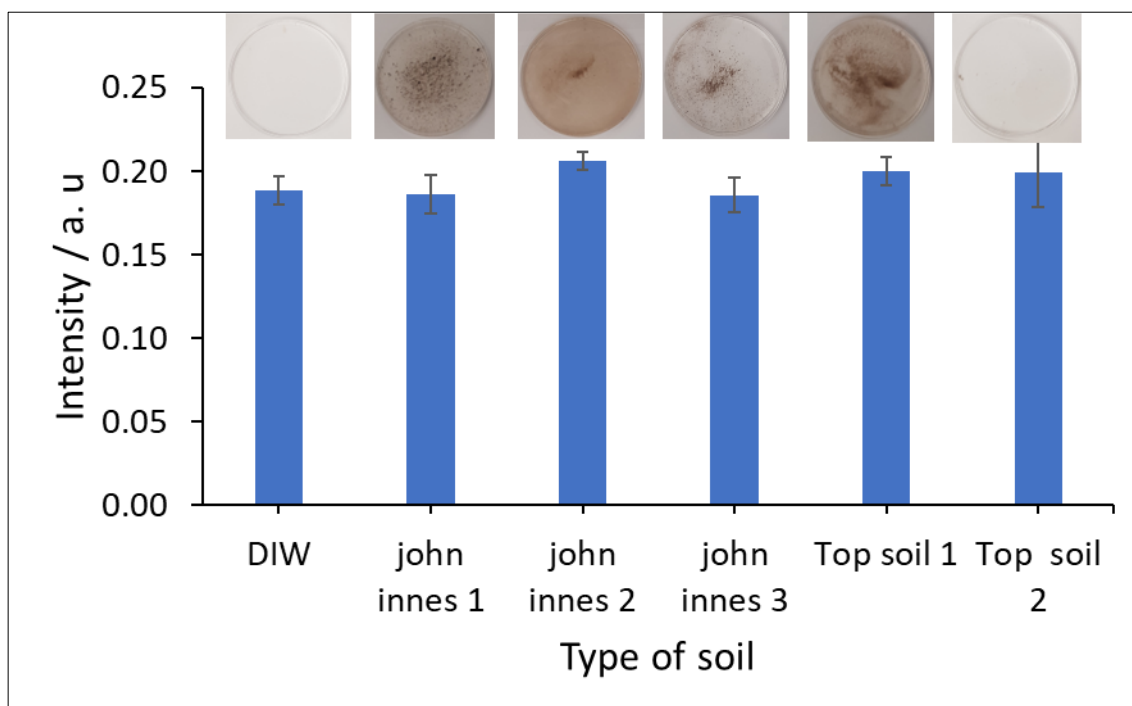 0.25
0.20
0.15
0.10
0.05
0.00
Intensity / a. u
DIW
john
innes 1
john
innes 2
john
innes 3
Top soil 1
Top  soil
2
Type of soil